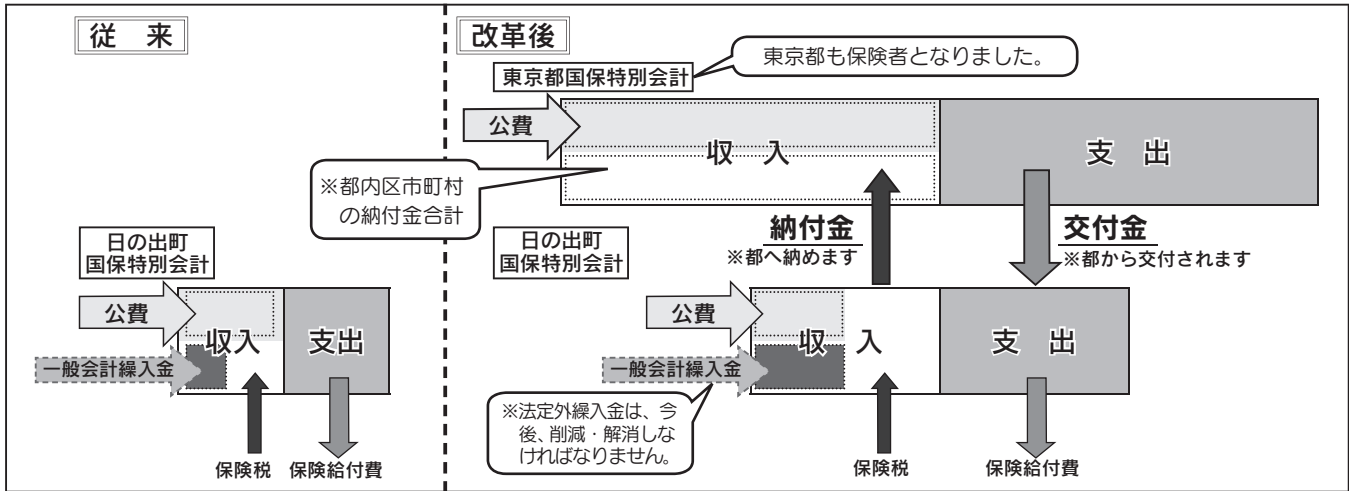 従　来
日の出町
国保特別会計
公費
収入
支出
一般会計繰入金
保険税
保険給付費
改革後
東京都国保特別会計
東京都も保険者となりました。
公費
収　入
支　出
※都内区市町村
の納付金合計
納付金
※都へ納めます
交付金
※都から交付されます
日の出町
国保特別会計
公費
収　入
支　出
一般会計繰入金
※法定外繰入金は、今
後、削減・解消しな
ければなりません。
保険税
保険給付費